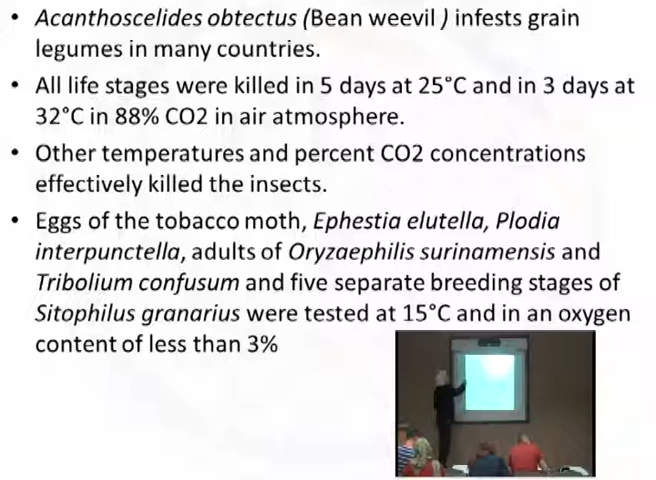 • Acanthoscelides obtectus (Bean weevil ) infests grain
legumes in many countries.
• All life stages were killed in 5 days at 25°C and in 3 days at
32°C in 88% CO2 in air atmosphere.
• Other temperatures and percent CO2 concentrations
effectively killed the insects.
• Eggs of the tobacco moth, Ephestia elutella, Plodia
interpunctella, adults of Oryzaephilis surinamensis and
Tribolium confusum and five separate breeding stages of
Sitophilus granarius were tested at 15°C and in an oxygen
content of less than 3%